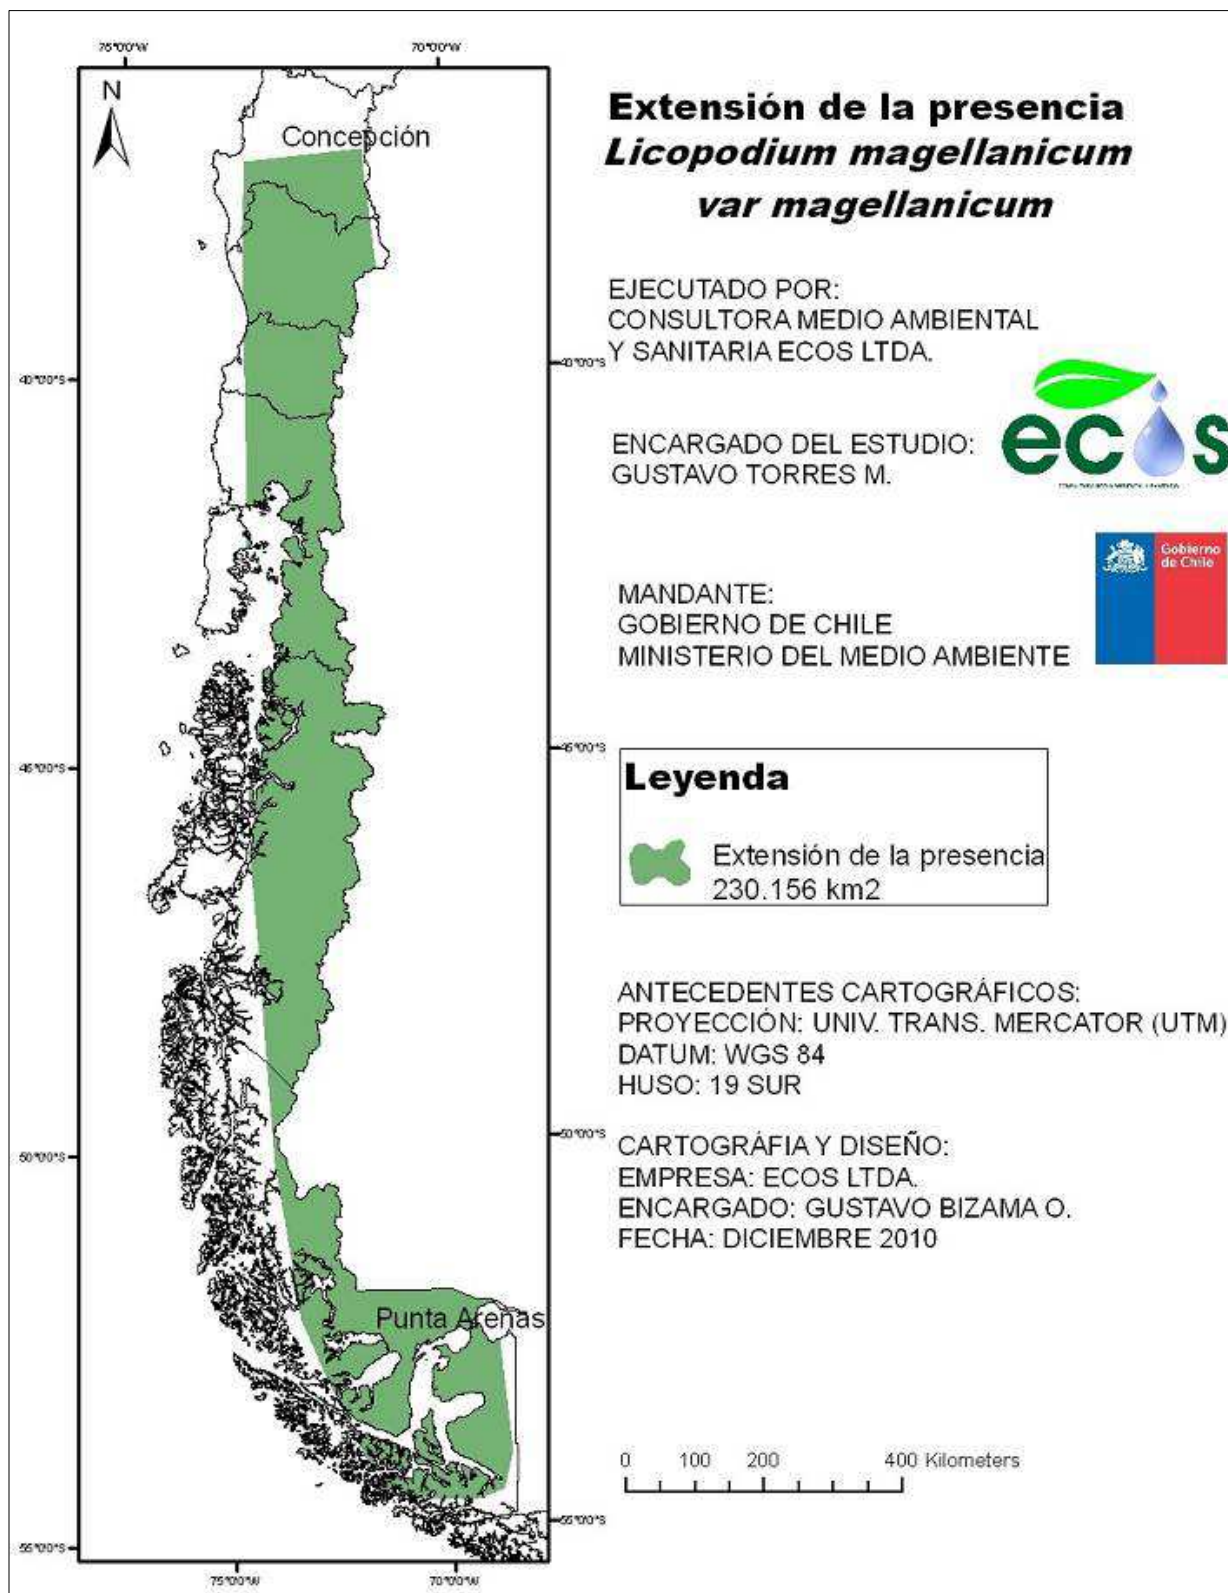 75°0'0"W 70°0'0"W
N
Concepción
Extensión de la presencia
Licopodium magellanicum
var magellanicum
EJECUTADO POR:
CONSULTORA MEDIO AMBIENTAL
Y SANITARIA ECOS LTDA.
40°0'0"S
40°0'0"S
ecos
ENCARGADO DEL ESTUDIO:
GUSTAVO TORRES M.
Gobierno
de Chile
MANDANTE:
GOBIERNO DE CHILE
MINISTERIO DEL MEDIO AMBIENTE
45°0'0"S
45°0'0"S
Leyenda
Extensión de la presencia
230.156 km2
ANTECEDENTES CARTOGRÁFICOS:
PROYECCIÓN: UNIV. TRANS. MERCATOR (UTM)
DATUM: WGS 84
HUSO: 19 SUR
50°0'0"S
50°0'0"S
CARTOGRÁFIA Y DISEÑO:
EMPRESA: ECOS LTDA.
ENCARGADO: GUSTAVO BIZAMA O.
FECHA: DICIEMBRE 2010
Punta Arenas
0 100 200 400 Kilometers
55°0'0"S
55°0'0"S
75°0'0"W 70°0'0"W